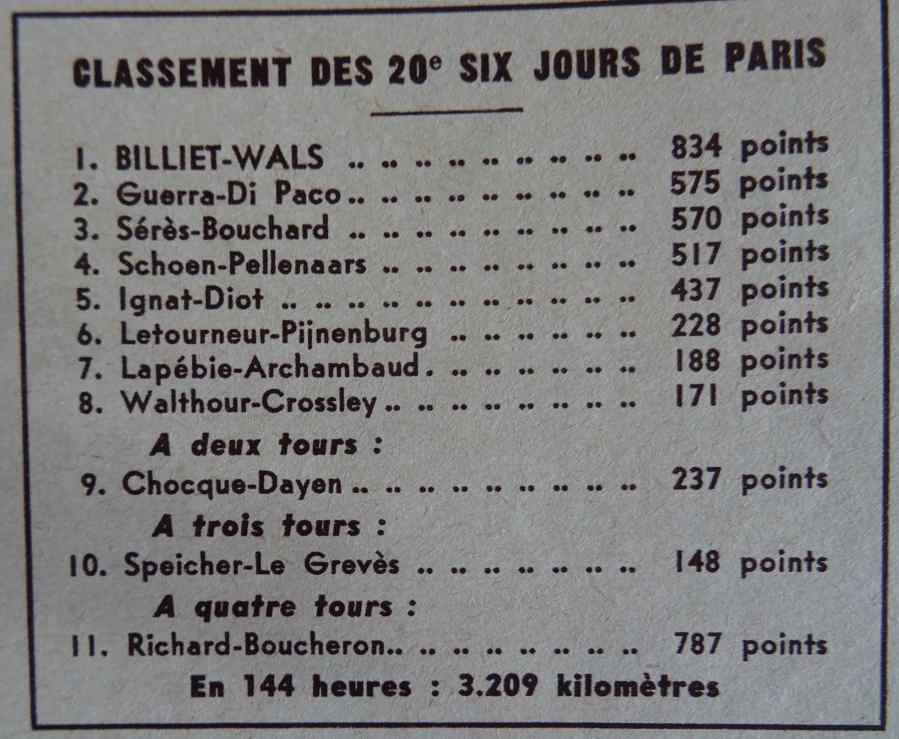 CLASSEMENT DES 20e SIX JOURS DE PARIS
1. BILLIET-WALS .. .. .. .. .. .. .. .. .. 834 points
2. Guerra-Di Paco.. .. .. .. .. .. .. .. .. 575 points
3. Sérès-Bouchard .. .. .. .. .. .. .. .. .. 570 points
4. Schoen-Pellenaars .. .. .. .. .. .. .. .. 517 points
5. Ignat-Diot .. .. .. .. .. .. .. .. .. .. .. 437 points
6. Letourneur-Pijnenburg .. .. .. .. .. .. 228 points
7. Lapébie-Archambaud. .. .. .. .. .. .. 188 points
8. Walthour-Crossley.. .. .. .. .. .. .. .. 171 points
A deux tours :
9. Chocque-Dayen.. .. .. .. .. .. .. .. .. 237 points
A trois tours :
10. Speicher-Le Grevès .. .. .. .. .. .. .. 148 points
A quatre tours :
11. Richard-Boucheron.. .. .. .. .. .. .. .. 787 points
En 144 heures : 3.209 kilomètres